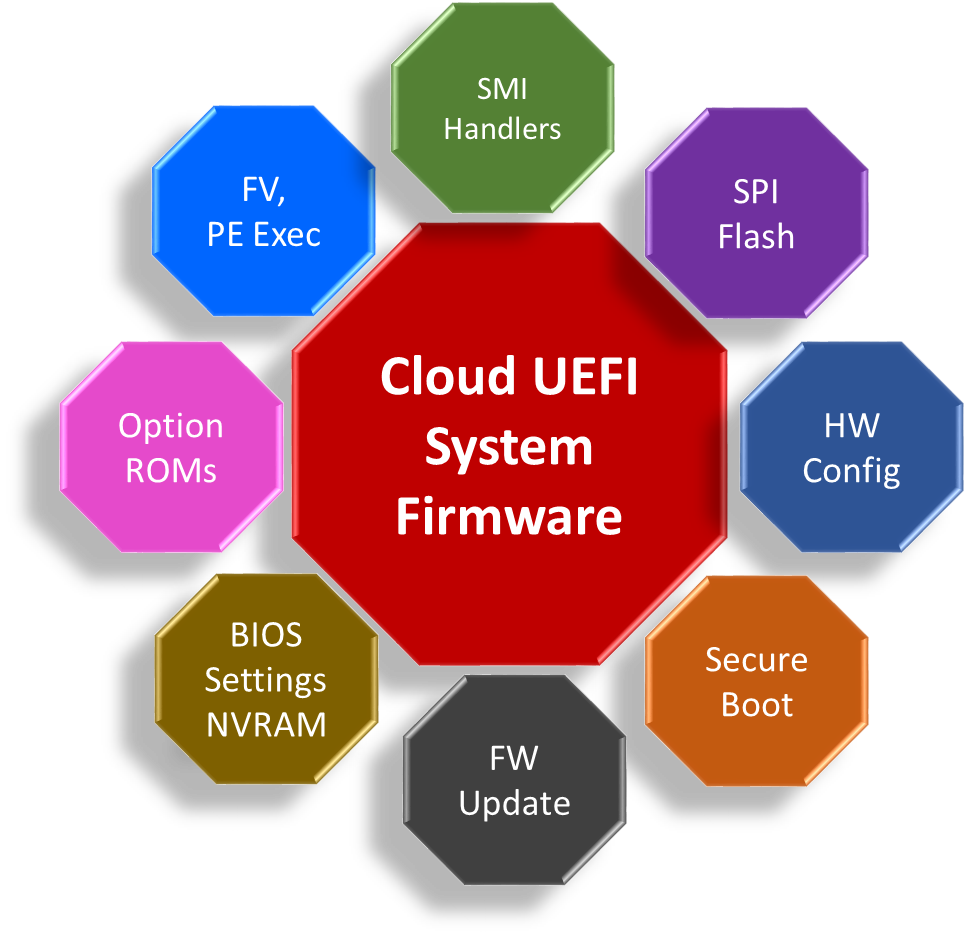 SMI
Handlers
FV,
PE Exec
SPI
Flash
Cloud UEFI
System
Firmware
Option
ROMs
HW
Config
BIOS
Settings
NVRAM
Secure
Boot
FW
Update